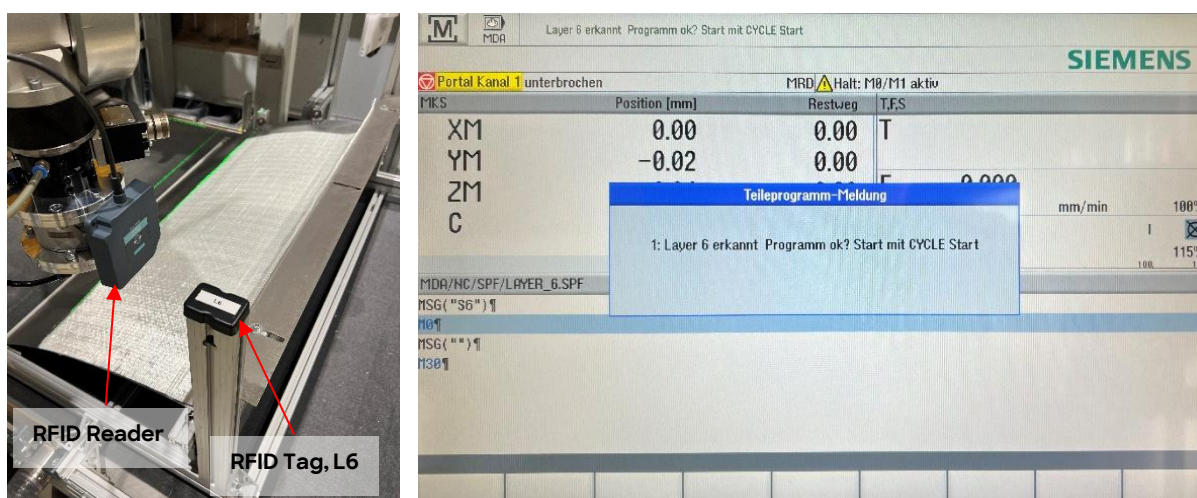 RFID Reader
RFID Tag, L6
L6
M
MDA
Layer 6 erkannt Programm ok? Start mit CYCLE Start
SIEMENS
Portal Kanal 1 unterbrochen
MRD Halt: M0/M1 aktiv
MKS Position [mm] Restweg T,F,S
XM 0.00 0.00 T
YM -0.02 0.00
ZM
C
F 0.000
mm/min 100%
I
115%
Teileprogramm-Meldung
1: Layer 6 erkannt Programm ok? Start mit CYCLE Start
MDA/NC/SPF/LAYER_6.SPF
MSG("S6")¶
M0¶
MSG("")¶
M30¶